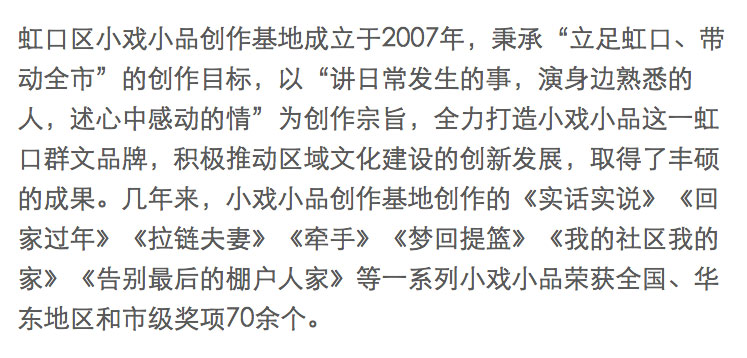 虹口区小戏小品创作基地成立于2007年，秉承“立足虹口、带
动全市”的创作目标，以“讲日常发生的事，演身边熟悉的
人，述心中感动的情”为创作宗旨，全力打造小戏小品这一虹
口群文品牌，积极推动区域文化建设的创新发展，取得了丰硕
的成果。几年来，小戏小品创作基地创作的《实话实说》《回
家过年》《拉链夫妻》《牵手》《梦回提篮》《我的社区我的
家》《告别最后的棚户人家》等一系列小戏小品荣获全国、华
东地区和市级奖项70余个。